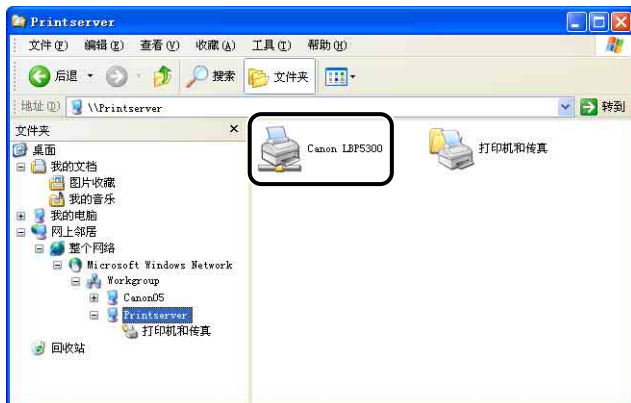 Printserver
文件(F) 编辑(E) 查看(V) 收藏(A) 工具(T) 帮助(H)
后退 搜索 文件夹
地址(D) \\Printserver 转到
文件夹 ×
桌面
我的文档
图片收藏
我的音乐
我的电脑
网上邻居
整个网络
Microsoft Windows Network
Workgroup
Canon05
Printserver
打印机和传真
回收站
Canon LBP5300
打印机和传真